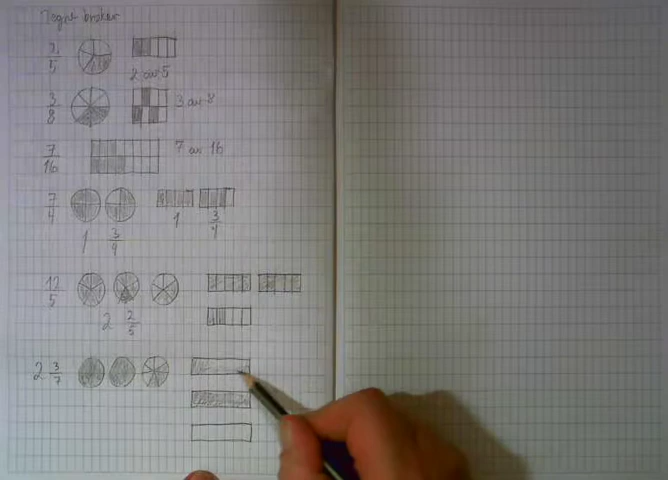 Tegne brøker
2/5
2 av 5
3/8
3 av 8
7/16
7 av 16
7/4
1 3/4
1 3/4
12/5
2 2/5
2 3/7